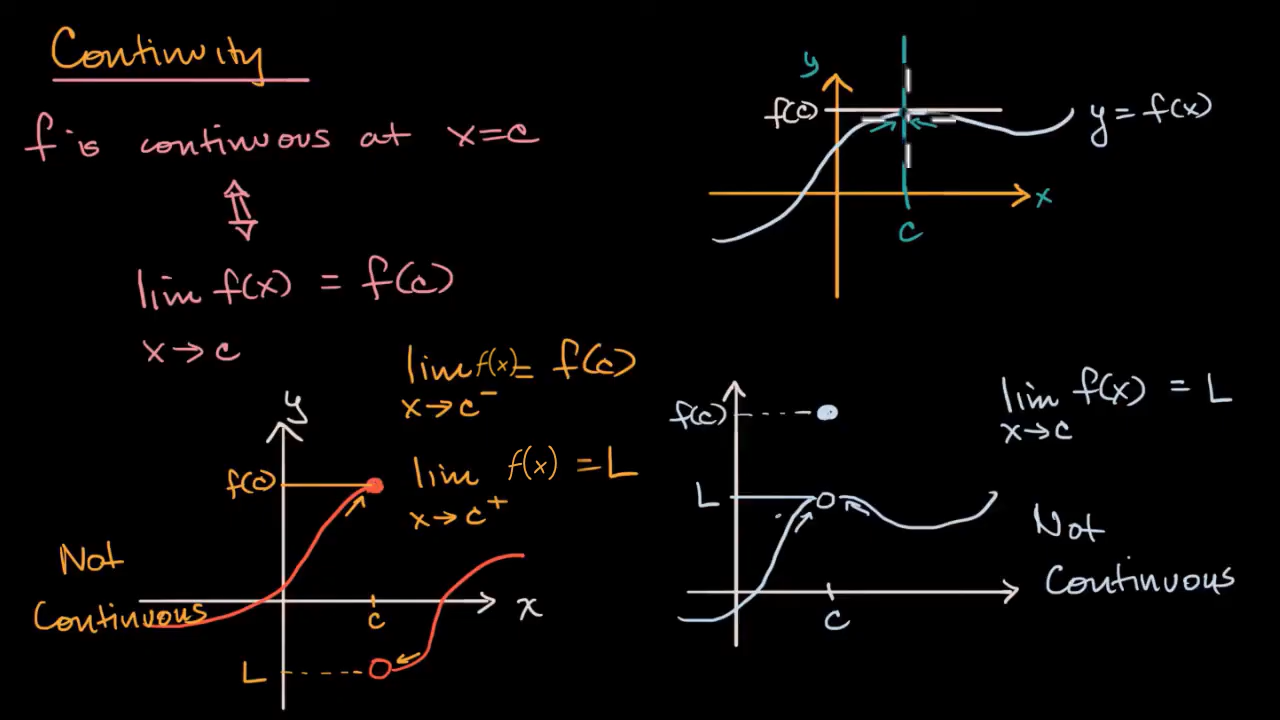 Continuity
f is continuous at x=c
⇕
lim f(x) = f(c)
x→c
y
f(c)
y=f(x)
x
c
lim f(x) = f(c)
x→c⁻
lim f(x) = L
x→c⁺
y
f(c)
Not
Continuous
c
x
L
f(c)
lim f(x) = L
x→c
L
Not
Continuous
c